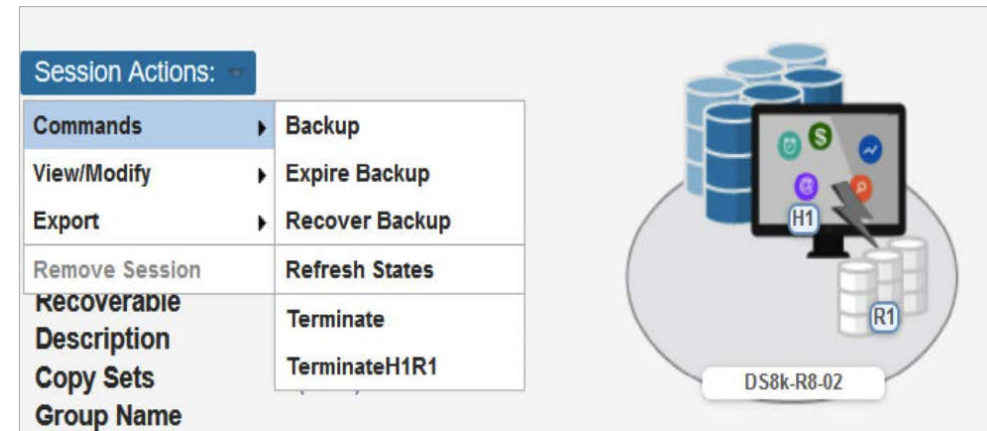 Session Actions:
Commands
View/Modify
Export
Remove Session
Recoverable
Description
Copy Sets
Group Name
Backup
Expire Backup
Recover Backup
Refresh States
Terminate
TerminateH1R1
$
@
H1
R1
DS8k-R8-02